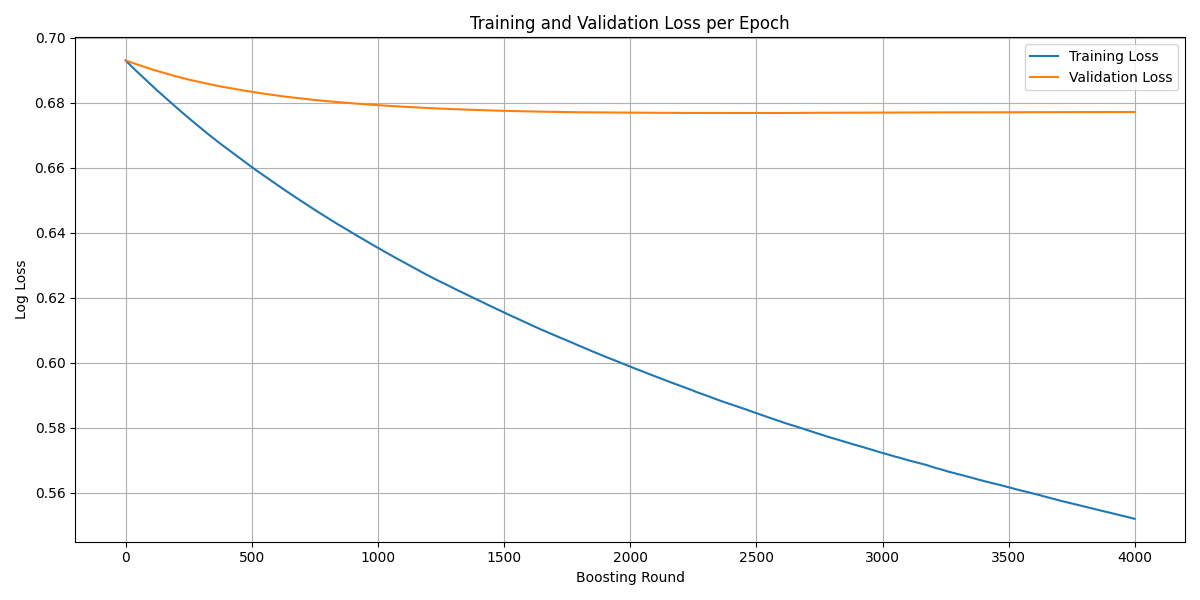 Training and Validation Loss per Epoch
Training Loss
Validation Loss
Log Loss
0.70
0.68
0.66
0.64
0.62
0.60
0.58
0.56
0 500 1000 1500 2000 2500 3000 3500 4000
Boosting Round